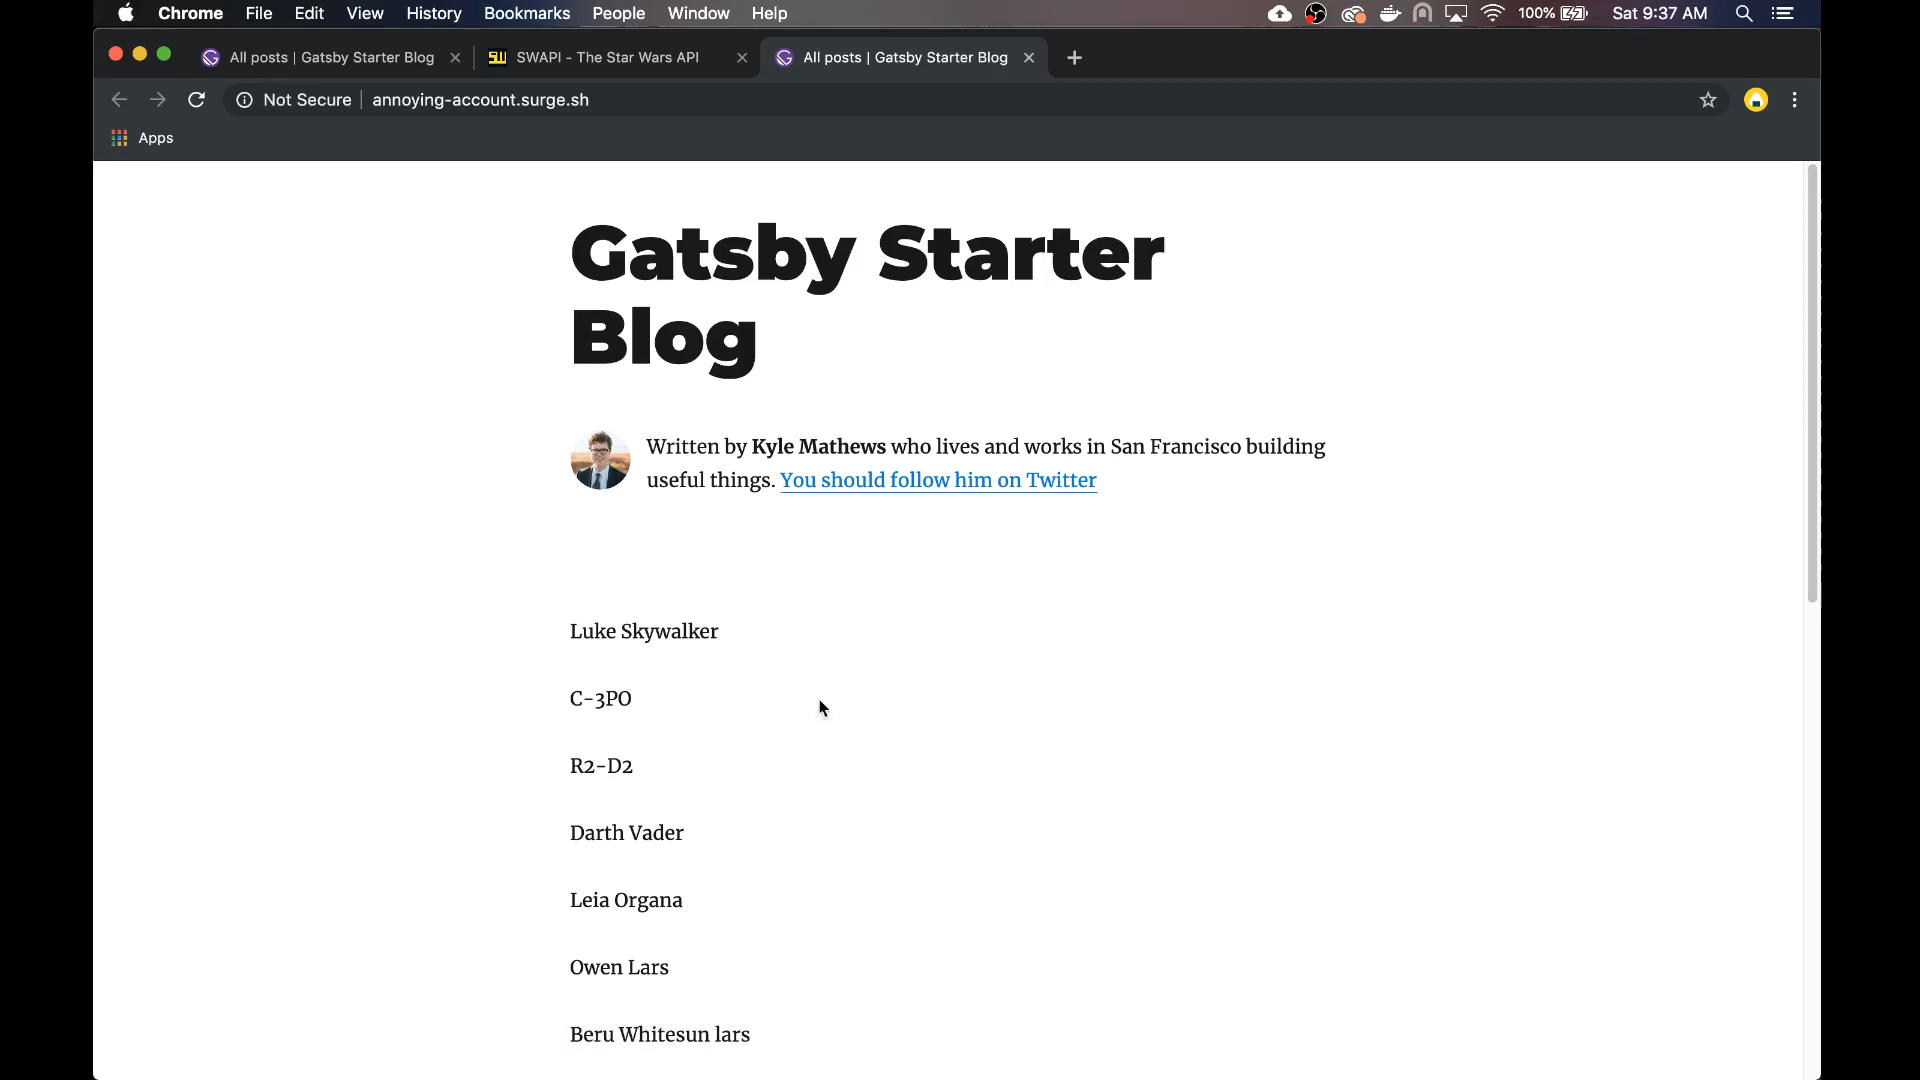 Chrome File Edit View History Bookmarks People Window Help 100% Sat 9:37 AM
All posts | Gatsby Starter Blog SWAPI - The Star Wars API All posts | Gatsby Starter Blog
Not Secure annoying-account.surge.sh
Apps
Gatsby Starter
Blog
Written by Kyle Mathews who lives and works in San Francisco building
useful things. You should follow him on Twitter
Luke Skywalker
C-3PO
R2-D2
Darth Vader
Leia Organa
Owen Lars
Beru Whitesun lars